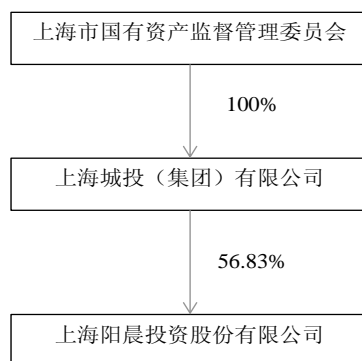 上海市国有资产监督管理委员会
100%
上海城投（集团）有限公司
56.83%
上海阳晨投资股份有限公司